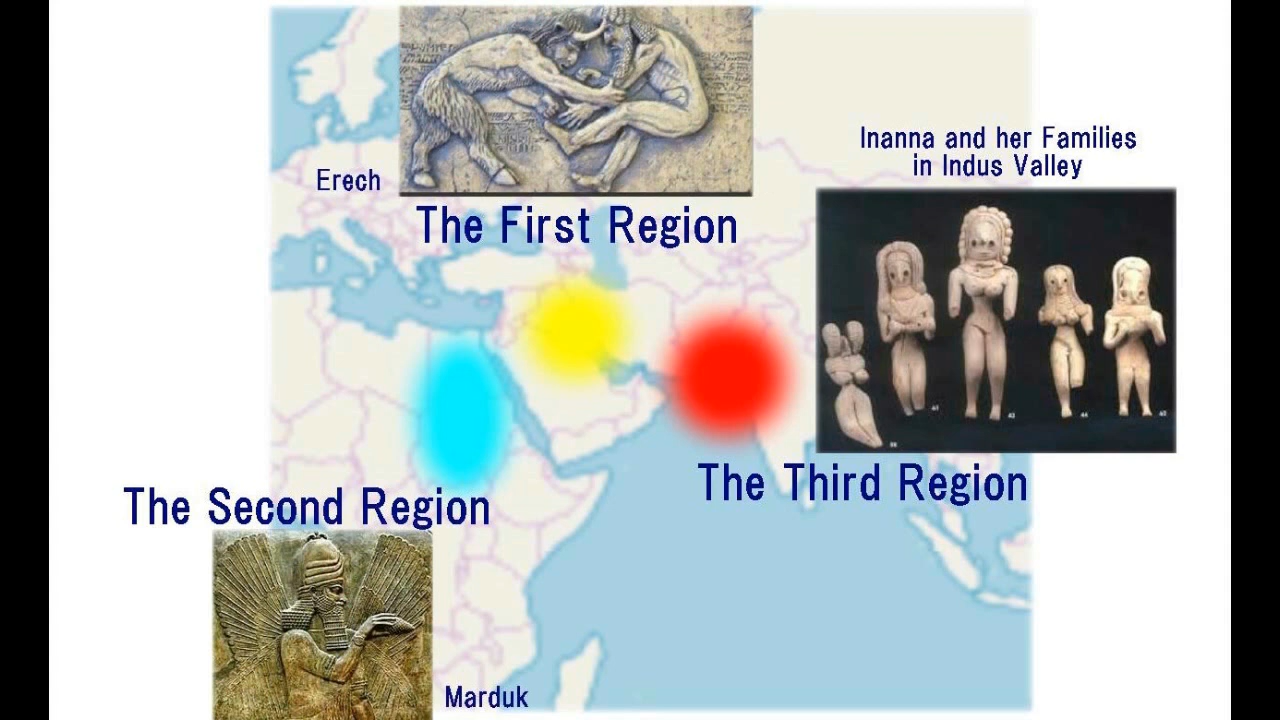 Erech
The First Region
Inanna and her Families
in Indus Valley
The Third Region
The Second Region
Marduk